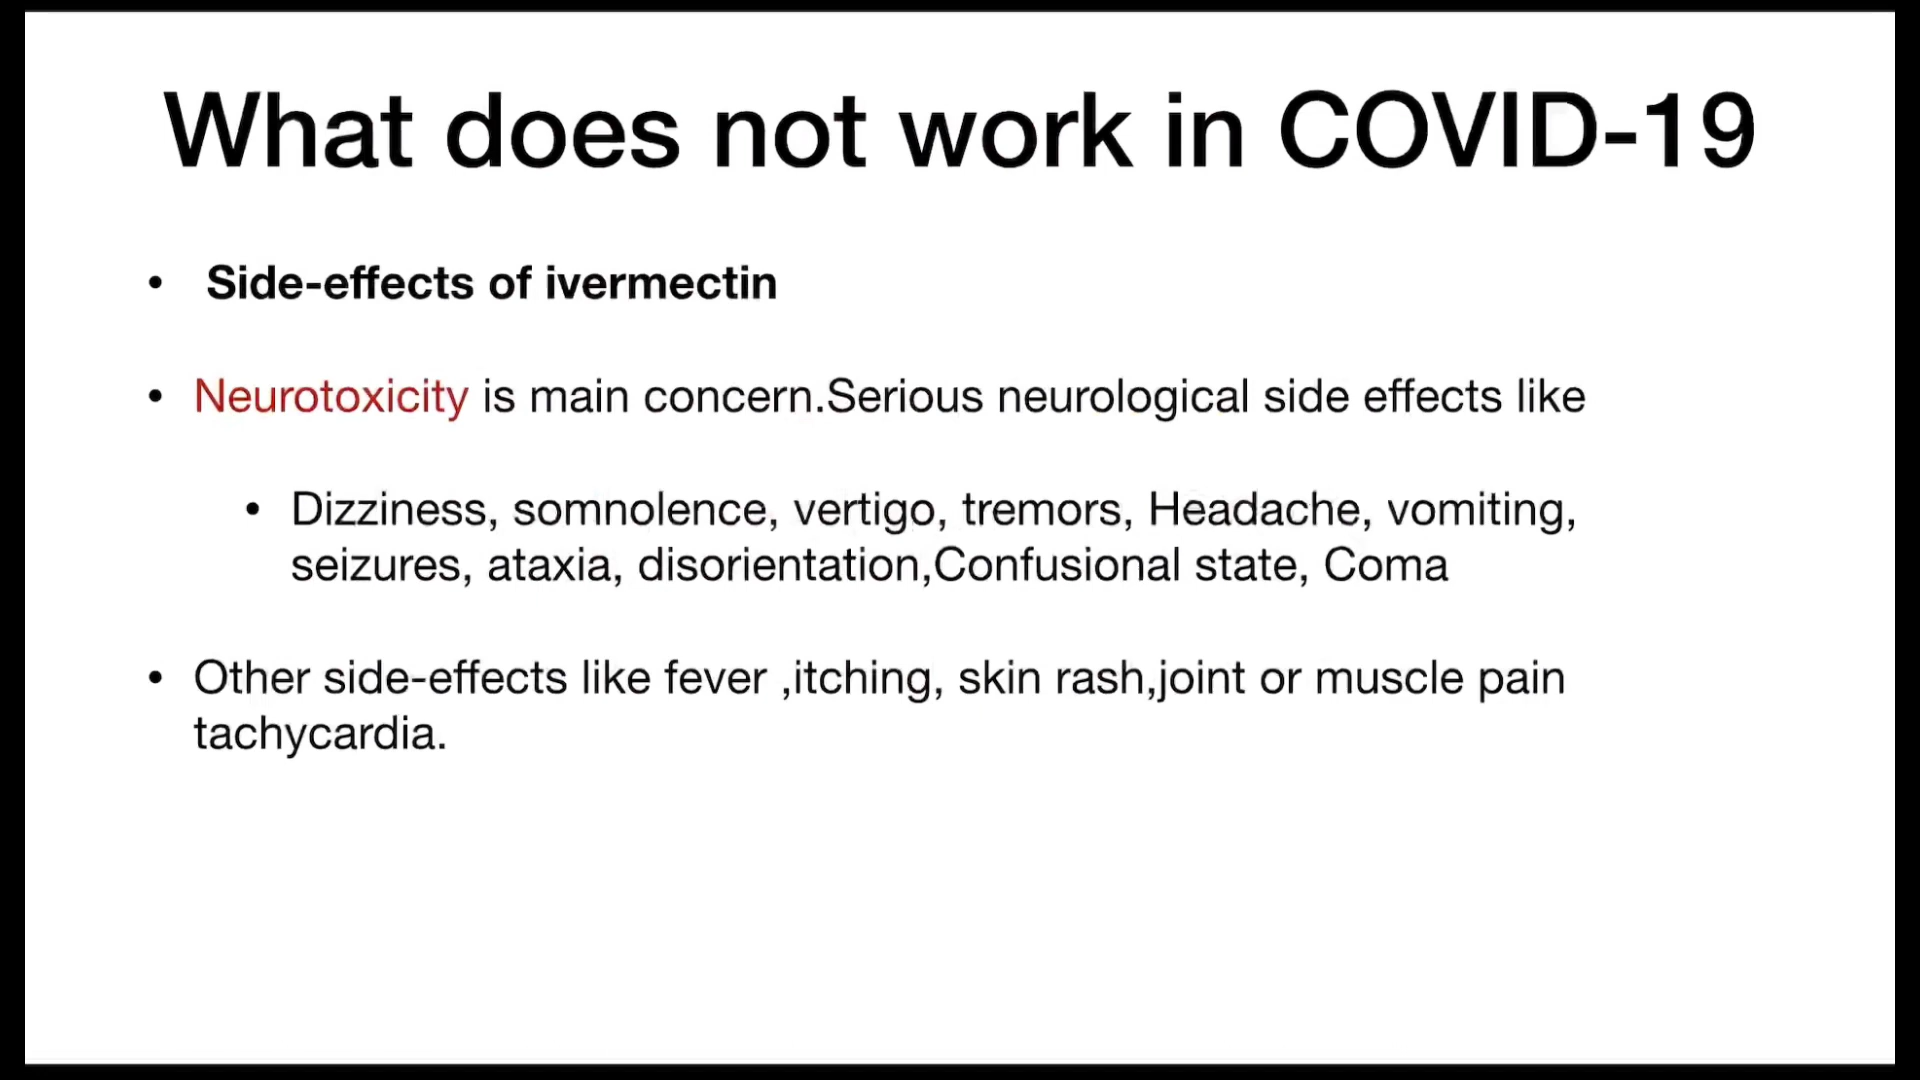 What does not work in COVID-19
• Side-effects of ivermectin
• Neurotoxicity is main concern.Serious neurological side effects like
• Dizziness, somnolence, vertigo, tremors, Headache, vomiting,
seizures, ataxia, disorientation,Confusional state, Coma
• Other side-effects like fever ,itching, skin rash,joint or muscle pain
tachycardia.